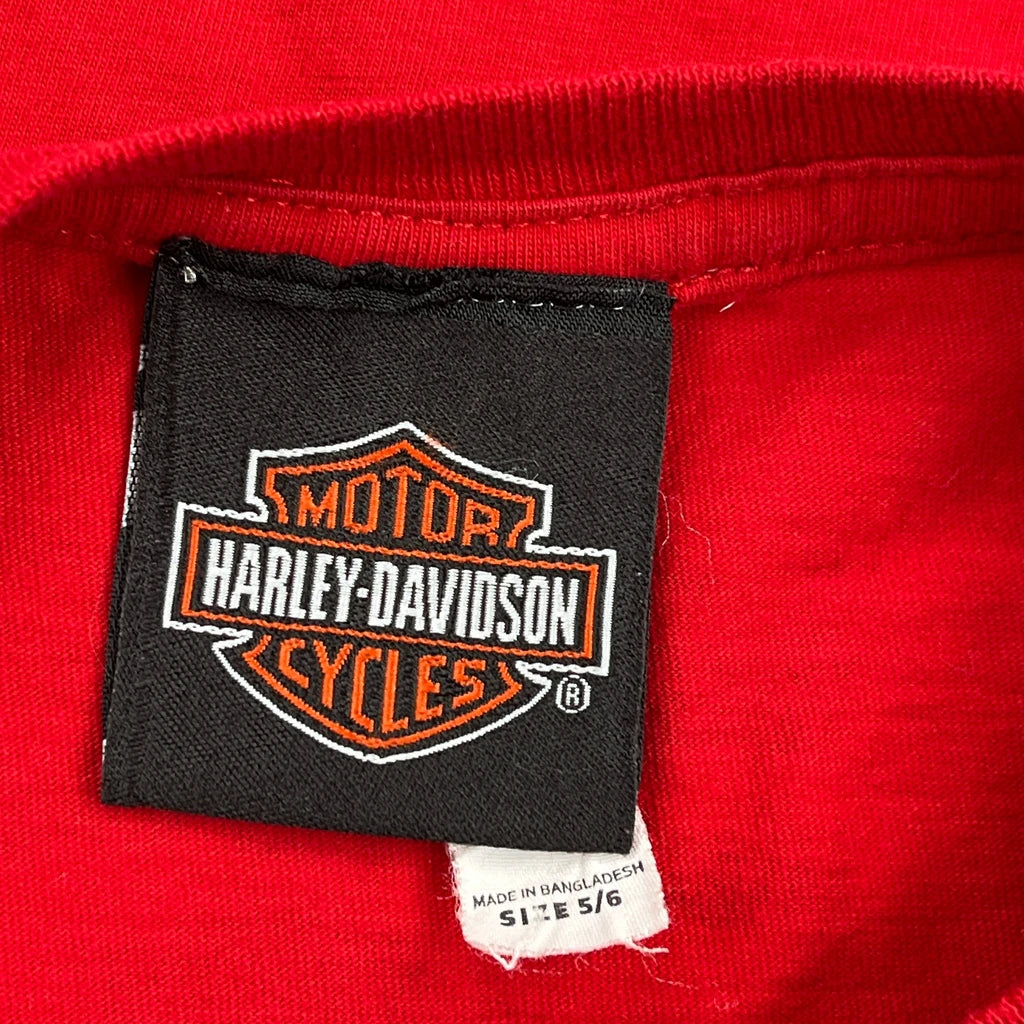 MOTOR
HARLEY-DAVIDSON
CYCLES
®
MADE IN BANGLADESH
SIZE 5/6